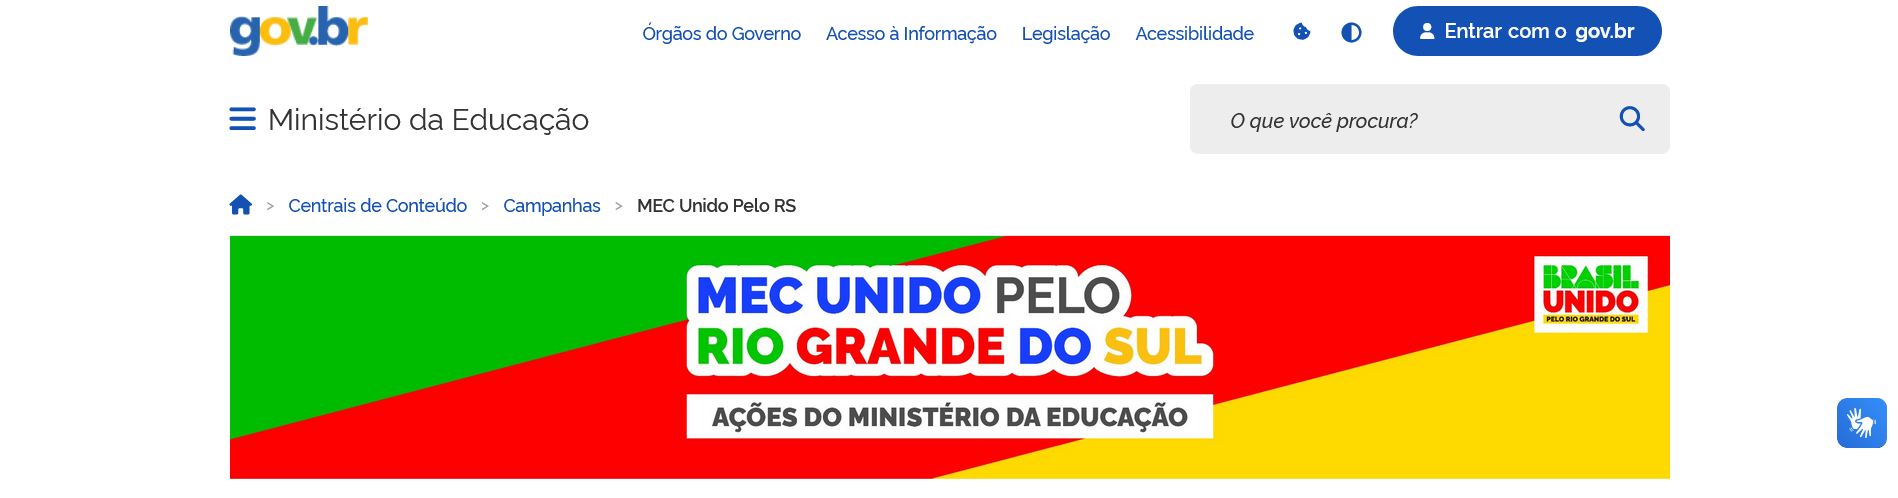 gov.br
Órgãos do Governo Acesso à Informação Legislação Acessibilidade Entrar com o gov.br
Ministério da Educação
O que você procura?
> Centrais de Conteúdo > Campanhas > MEC Unido Pelo RS
MEC UNIDO PELO
RIO GRANDE DO SUL
AÇÕES DO MINISTÉRIO DA EDUCAÇÃO
BRASIL
UNIDO
PELO RIO GRANDE DO SUL